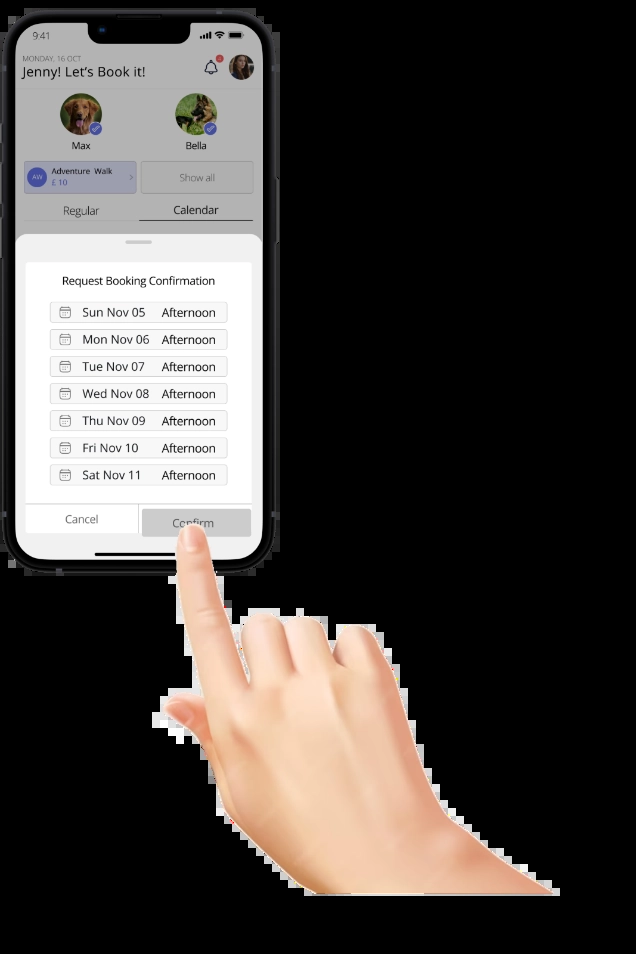 9:41
MONDAY, 16 OCT
Jenny! Let's Book it!
Max
Bella
AW
Adventure Walk
£ 10
Show all
Regular
Calendar
Request Booking Confirmation
Sun Nov 05 Afternoon
Mon Nov 06 Afternoon
Tue Nov 07 Afternoon
Wed Nov 08 Afternoon
Thu Nov 09 Afternoon
Fri Nov 10 Afternoon
Sat Nov 11 Afternoon
Cancel
Confirm